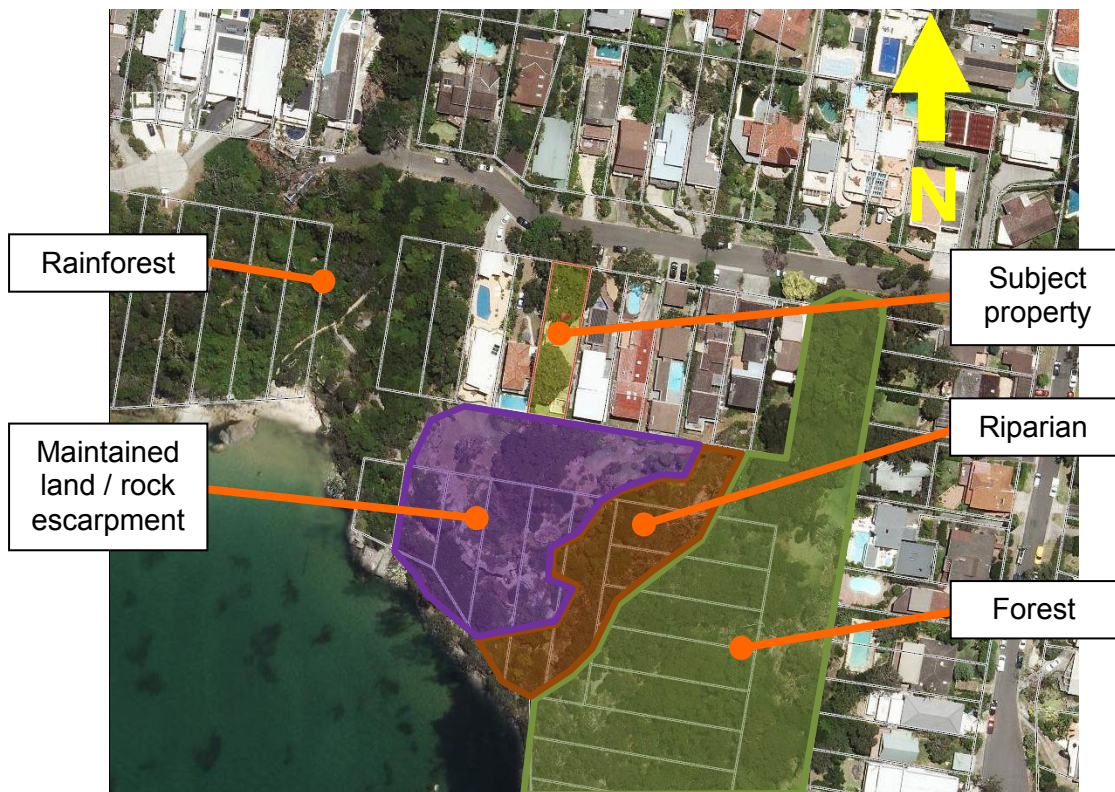 N
Rainforest
Subject
property
Maintained
land / rock
escarpment
Riparian
Forest